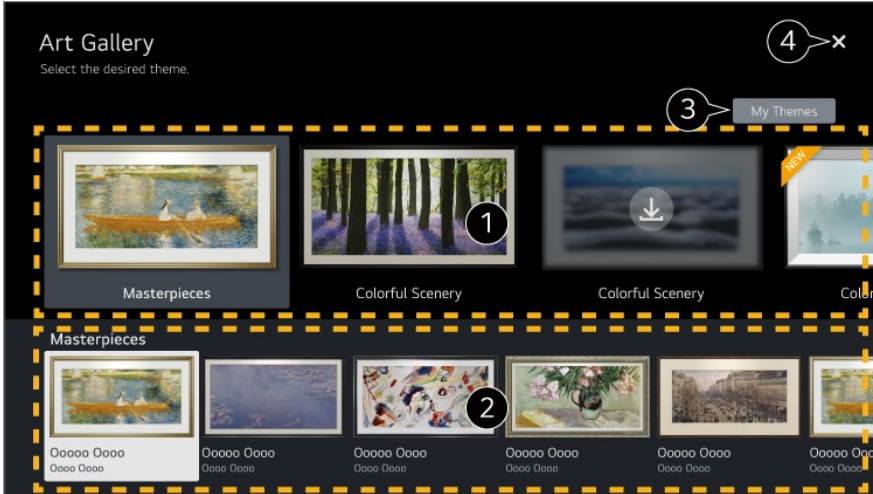 Art Gallery
Select the desired theme.
4
3
My Themes
NEW
1
Masterpieces
Colorful Scenery
Colorful Scenery
Masterpieces
2
Ooooo Oooo
Ooooo Oooo
Ooooo Oooo
Ooooo Oooo
Ooooo Oooo
Oooo Oooo
Oooo Oooo
Oooo Oooo
Oooo Oooo
Oooo Oooo
Oooo Oooo